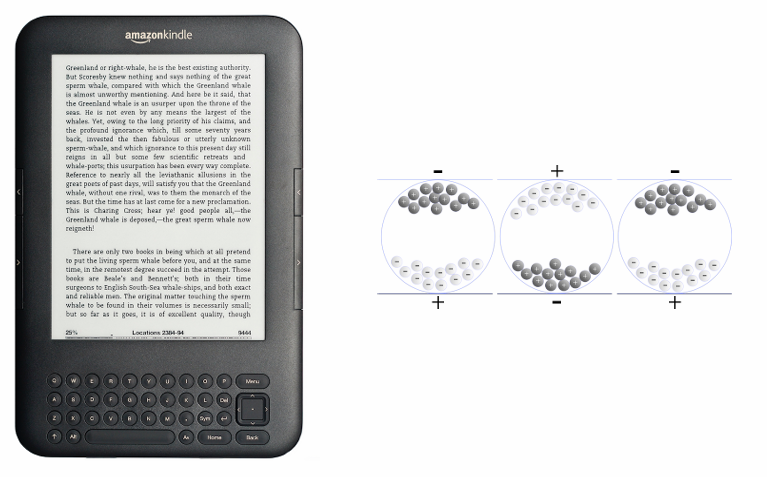 amazonkindle
Greenland or right-whale, he is the best existing authority.
But Scoresby knew nothing and says nothing of the great
sperm whale, compared with which the Greenland whale
is almost unworthy mentioning. And here be it said, that
the Greenland whale is an usurper upon the throne of the
seas. He is not even by any means the largest of the
whales. Yet, owing to the long priority of his claims, and
the profound ignorance which, till some seventy years
back, invested the then fabulous or utterly unknown
sperm-whale, and which ignorance to this present day still
reigns in all but some few scientific retreats and
whale-ports; this usurpation has been every way complete.
Reference to nearly all the leviathanic allusions in the
great poets of past days, will satisfy you that the Greenland
whale, without one rival, was to them the monarch of the
seas. But the time has at last come for a new proclamation.
This is Charing Cross; hear ye! good people all,—the
Greenland whale is deposed,—the great sperm whale now
reigneth!
There are only two books in being which at all pretend
to put the living sperm whale before you, and at the same
time, in the remotest degree succeed in the attempt. Those
books are Beale's and Bennett's; both in their time
surgeons to English South-Sea whale-ships, and both exact
and reliable men. The original matter touching the sperm
whale to be found in their volumes is necessarily small;
but so far as it goes, it is of excellent quality, though
25% Locations 2384-94 9444
Q W E R T Y U I O P Menu
A S D F G H J K L Del
Z X C V B N M . Sym
Alt Aa Home Back
- + -
+ - +